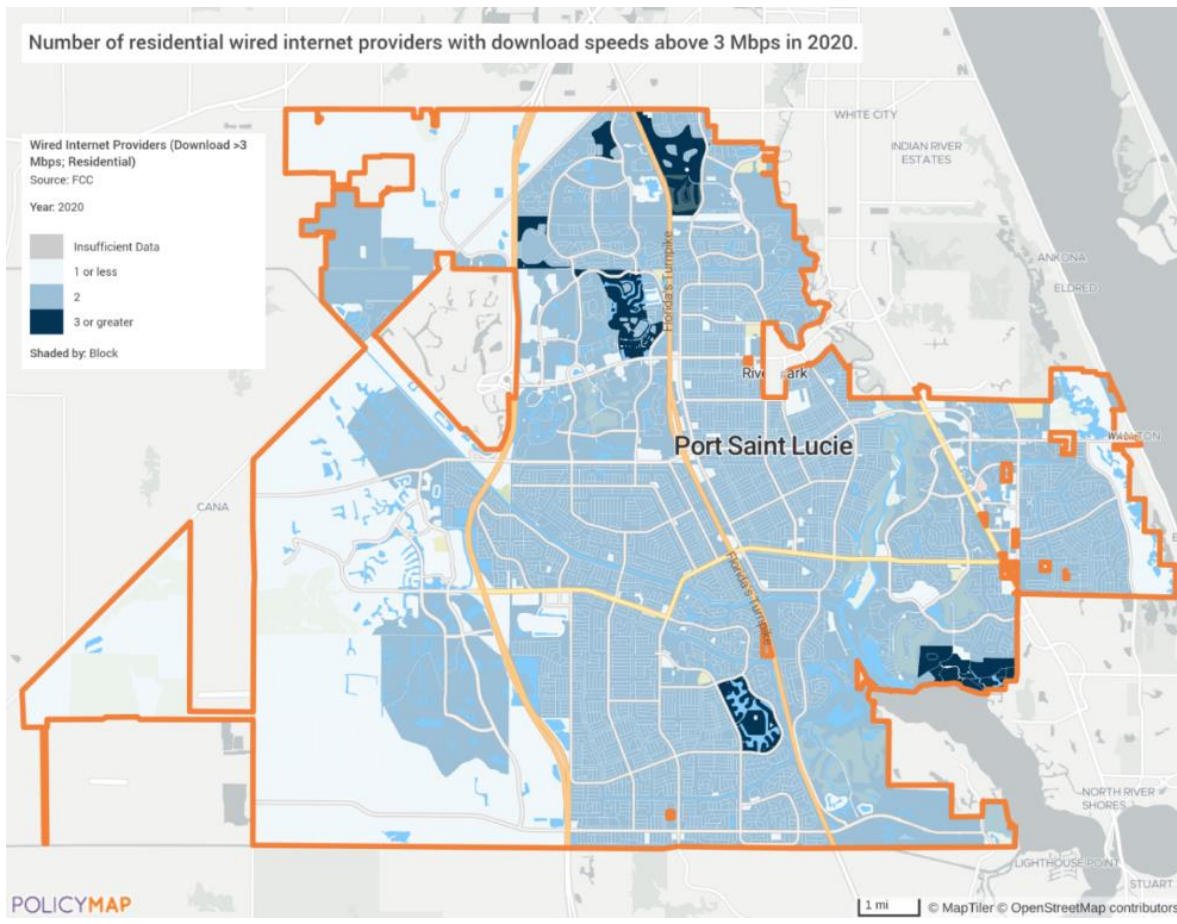 Number of residential wired internet providers with download speeds above 3 Mbps in 2020.
WHITE CITY
Wired Internet Providers (Download >3
Mbps; Residential)
Source: FCC
Year: 2020
Insufficient Data
1 or less
2
3 or greater
Shaded by: Block
INDIAN RIVER
ESTATES
ANKONA
ELDRED
Florida's Turnpike
Port Saint Lucie
CANA
Florida's Turnpike
NORTH RIVER
SHORES
LIGHTHOUSE POINT
STUART
POLICYMAP
1 mi
© MapTiler © OpenStreetMap contributors